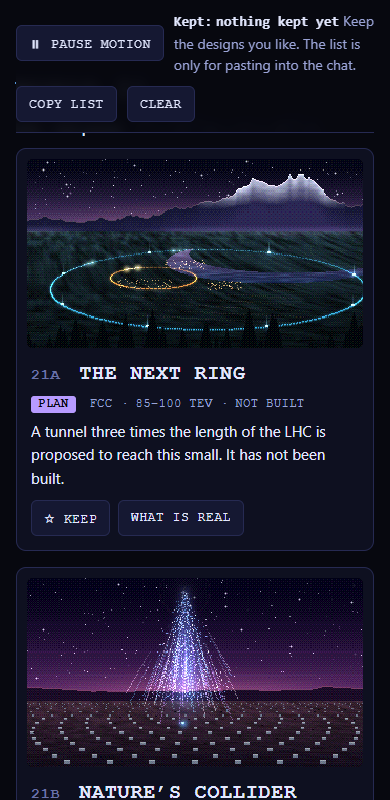 ⏸ PAUSE MOTION
Kept: nothing kept yet Keep
the designs you like. The list is
only for pasting into the chat.
COPY LIST
CLEAR
21A THE NEXT RING
PLAN FCC · 85–100 TEV · NOT BUILT
A tunnel three times the length of the LHC is
proposed to reach this small. It has not been
built.
☆ KEEP
WHAT IS REAL
21B NATURE’S COLLIDER